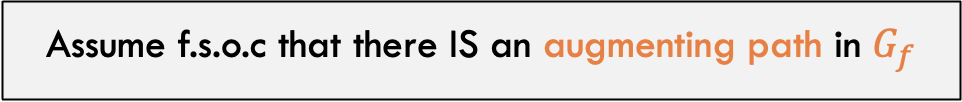 Assume f.s.o.c that there IS an augmenting path in G_f